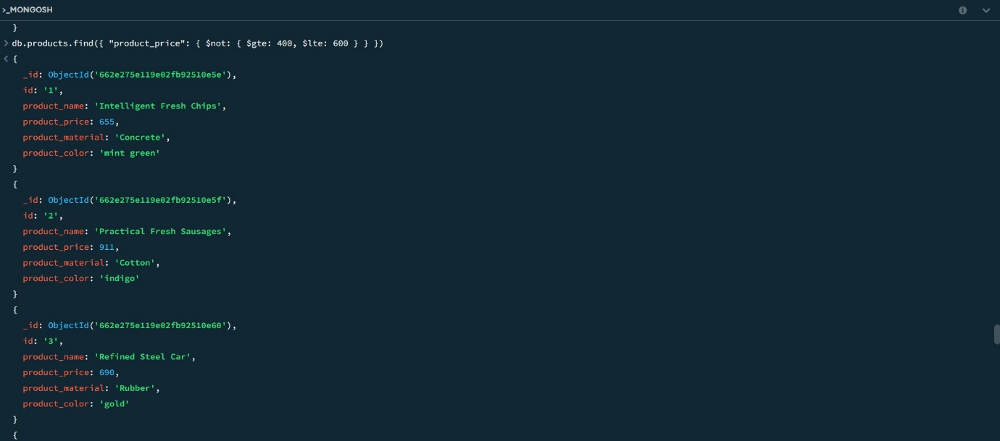 >_MONGOSH
}
> db.products.find({ "product_price": { $not: { $gte: 400, $lte: 600 } } })
< {
_id: ObjectId('662e275e119e02fb92510e5e'),
id: '1',
product_name: 'Intelligent Fresh Chips',
product_price: 655,
product_material: 'Concrete',
product_color: 'mint green'
}
{
_id: ObjectId('662e275e119e02fb92510e5f'),
id: '2',
product_name: 'Practical Fresh Sausages',
product_price: 911,
product_material: 'Cotton',
product_color: 'indigo'
}
{
_id: ObjectId('662e275e119e02fb92510e60'),
id: '3',
product_name: 'Refined Steel Car',
product_price: 690,
product_material: 'Rubber',
product_color: 'gold'
}
{